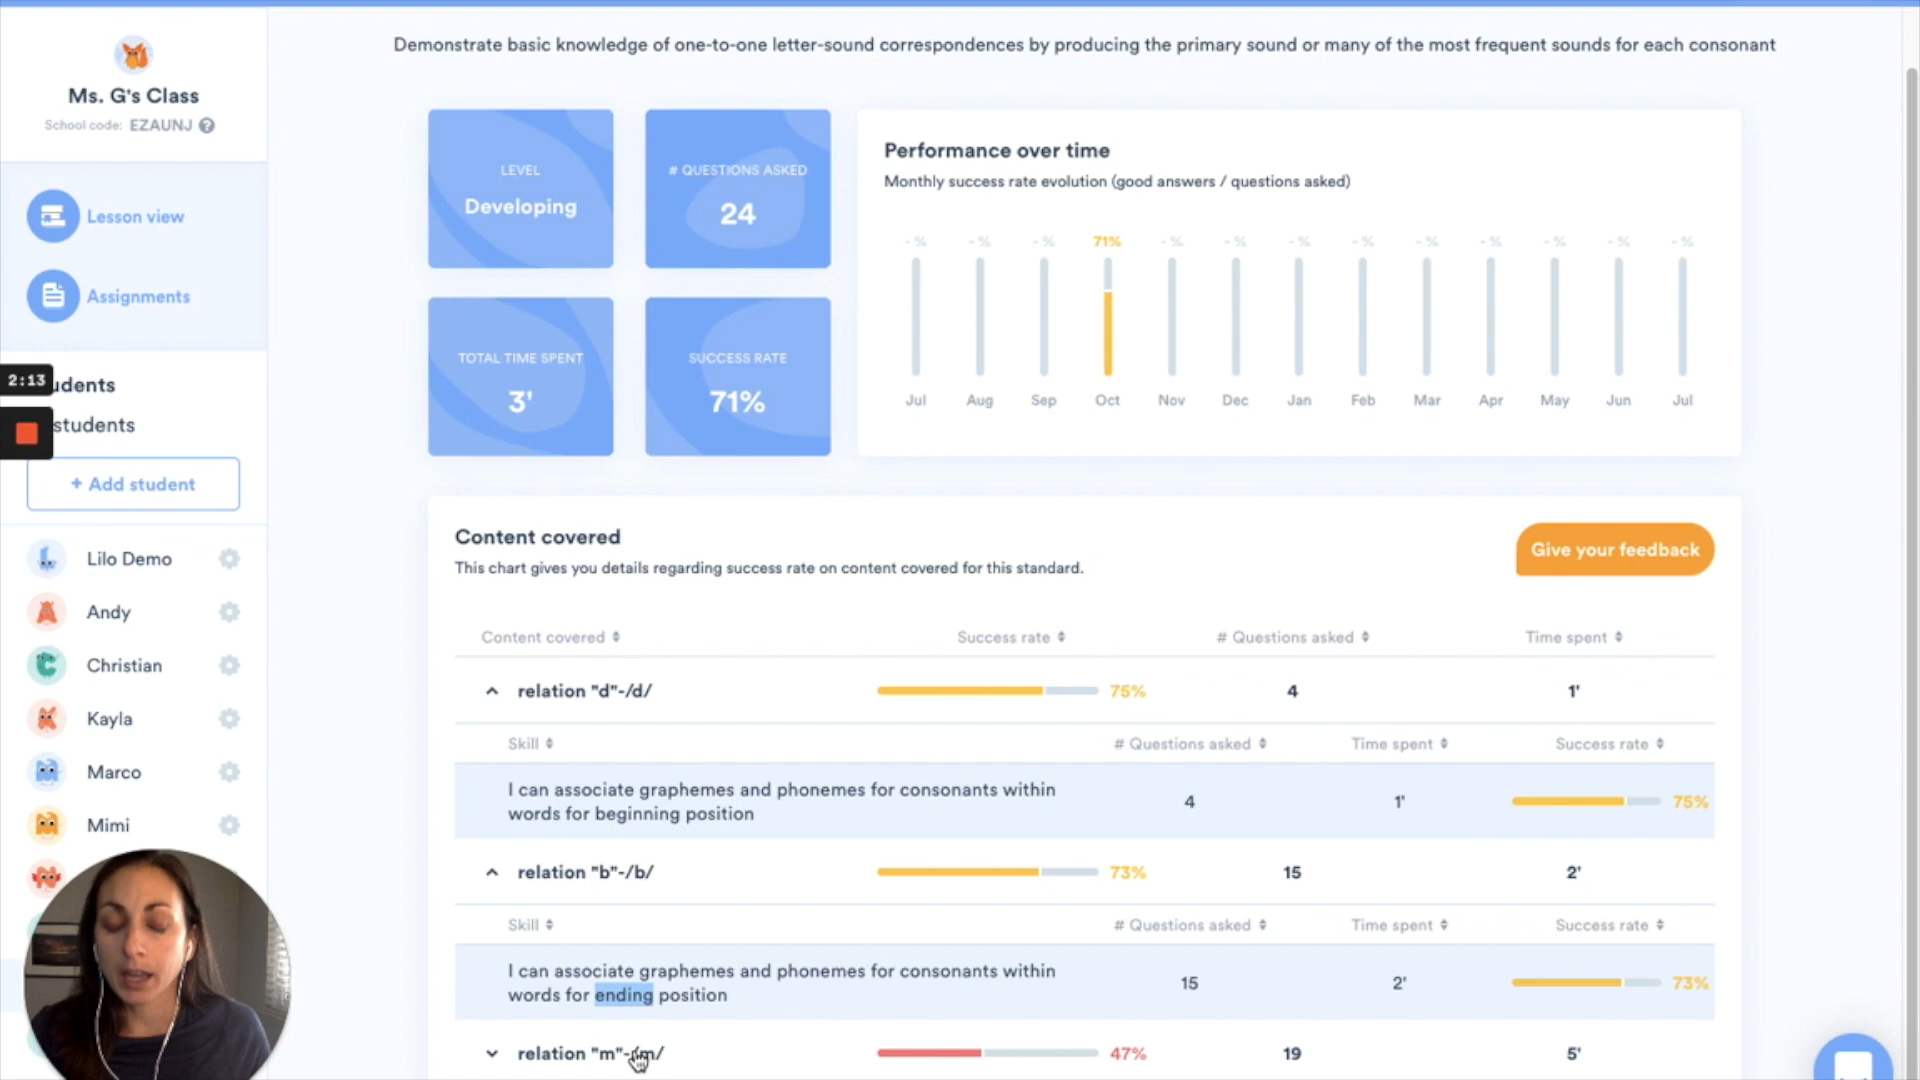 Ms. G's Class
School code: EZAUNJ ?
Lesson view
Assignments
2:13
udents
students
+ Add student
Lilo Demo
Andy
Christian
Kayla
Marco
Mimi
Demonstrate basic knowledge of one-to-one letter-sound correspondences by producing the primary sound or many of the most frequent sounds for each consonant
LEVEL
Developing
# QUESTIONS ASKED
24
TOTAL TIME SPENT
3'
SUCCESS RATE
71%
Performance over time
Monthly success rate evolution (good answers / questions asked)
- % - % - % 71% - % - % - % - % - % - % - % - % - %
Jul Aug Sep Oct Nov Dec Jan Feb Mar Apr May Jun Jul
Content covered
This chart gives you details regarding success rate on content covered for this standard.
Give your feedback
Content covered Success rate # Questions asked Time spent
relation "d"-/d/ 75% 4 1'
Skill # Questions asked Time spent Success rate
I can associate graphemes and phonemes for consonants within
words for beginning position
4 1' 75%
relation "b"-/b/ 73% 15 2'
Skill # Questions asked Time spent Success rate
I can associate graphemes and phonemes for consonants within
words for ending position
15 2' 73%
relation "m"-/m/ 47% 19 5'